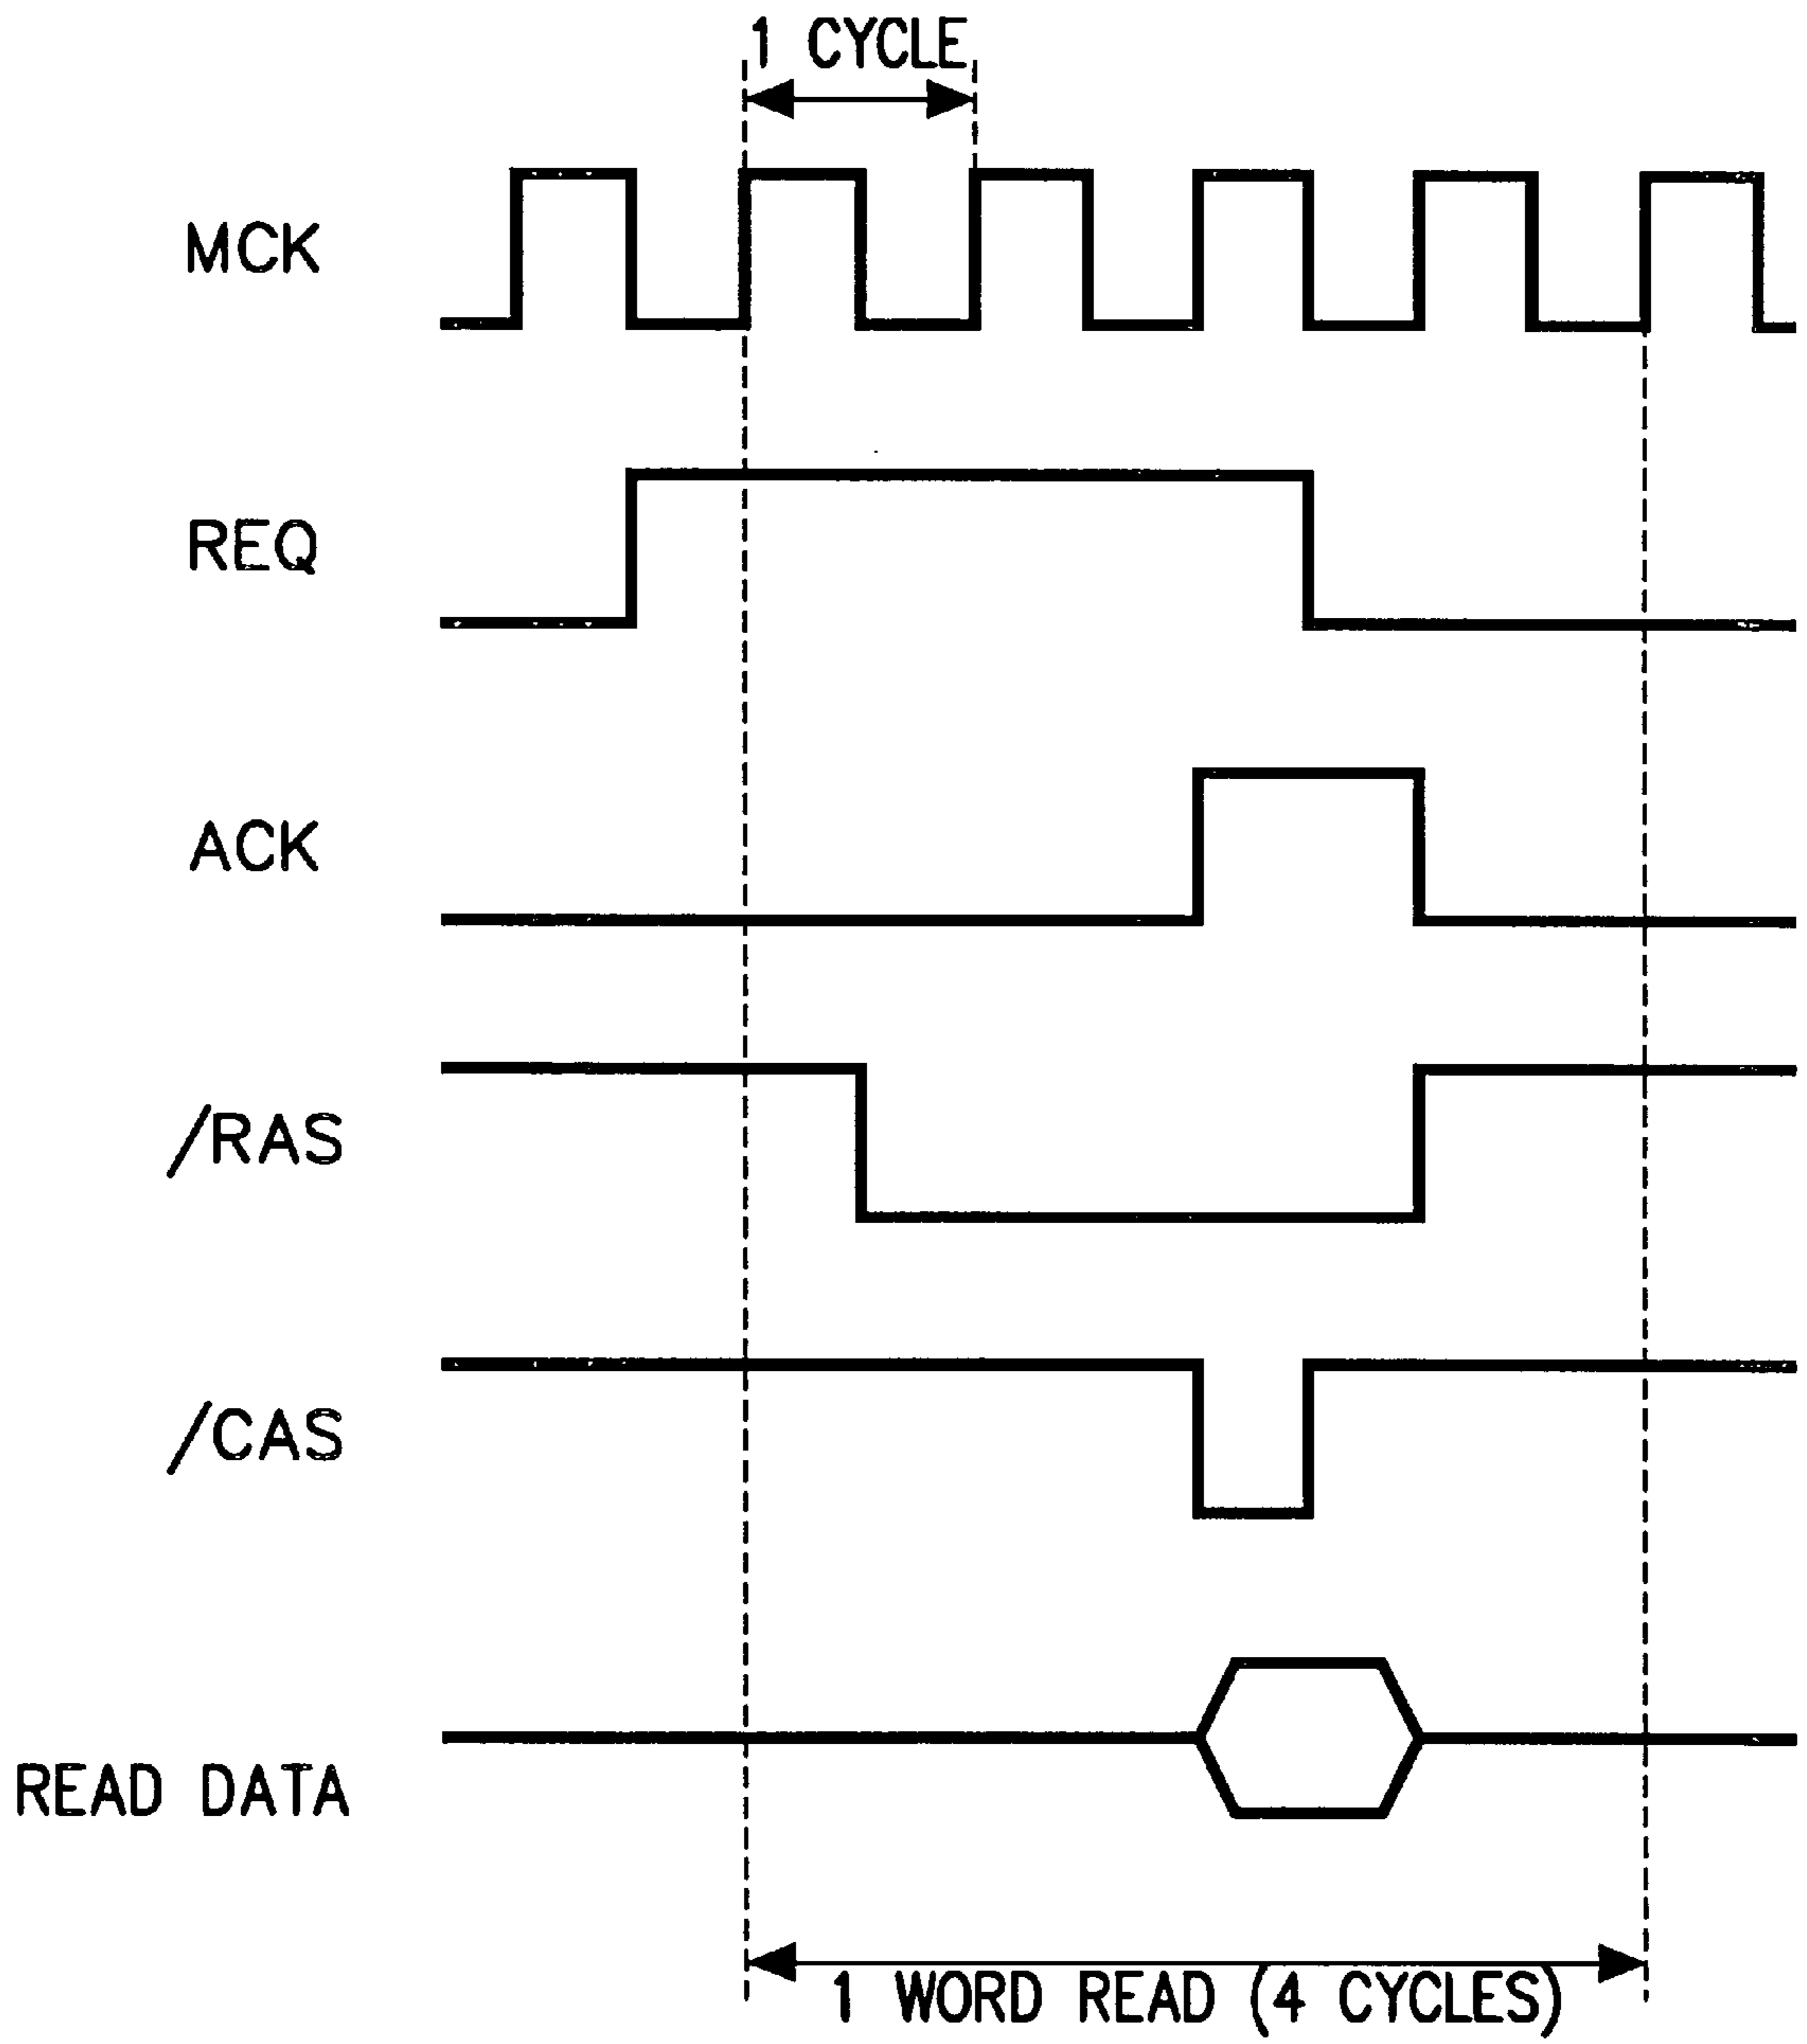 1 CYCLE
MCK
REQ
ACK
/RAS
/CAS
READ DATA
1 WORD READ (4 CYCLES)